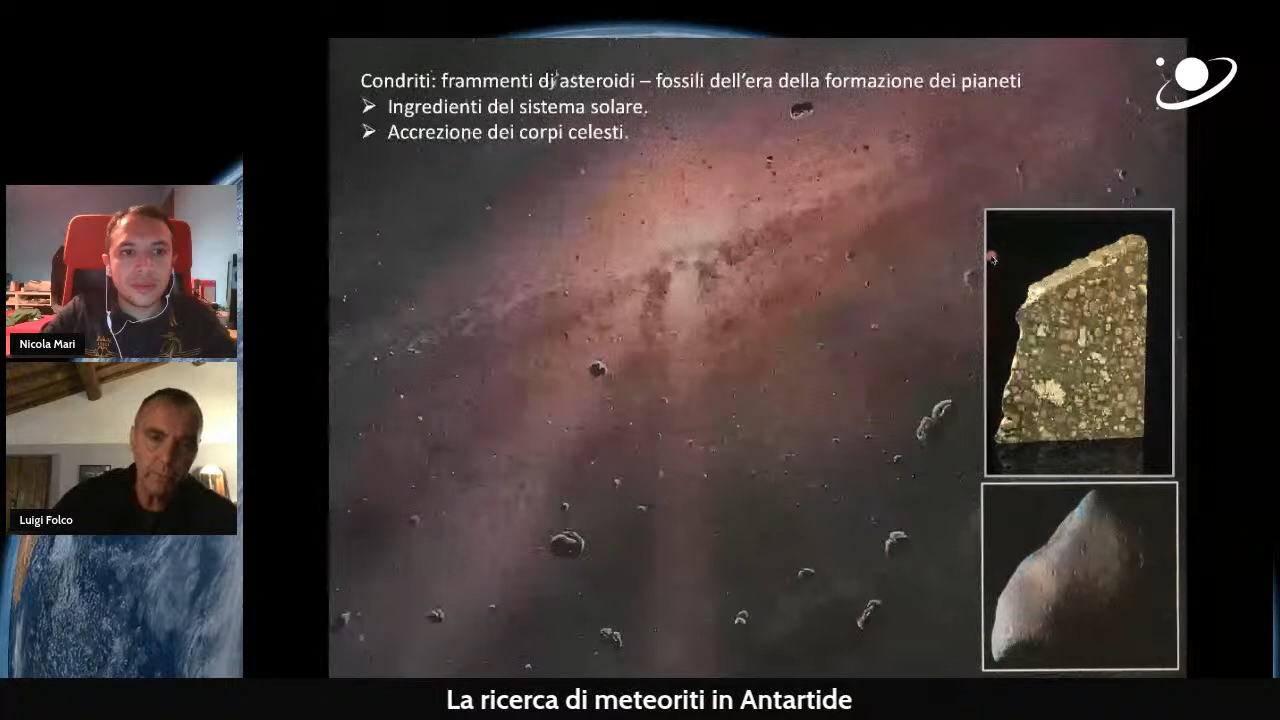 Condriti: frammenti di asteroidi – fossili dell'era della formazione dei pianeti
➢ Ingredienti del sistema solare.
➢ Accrezione dei corpi celesti.
Nicola Mari
Luigi Folco
La ricerca di meteoriti in Antartide